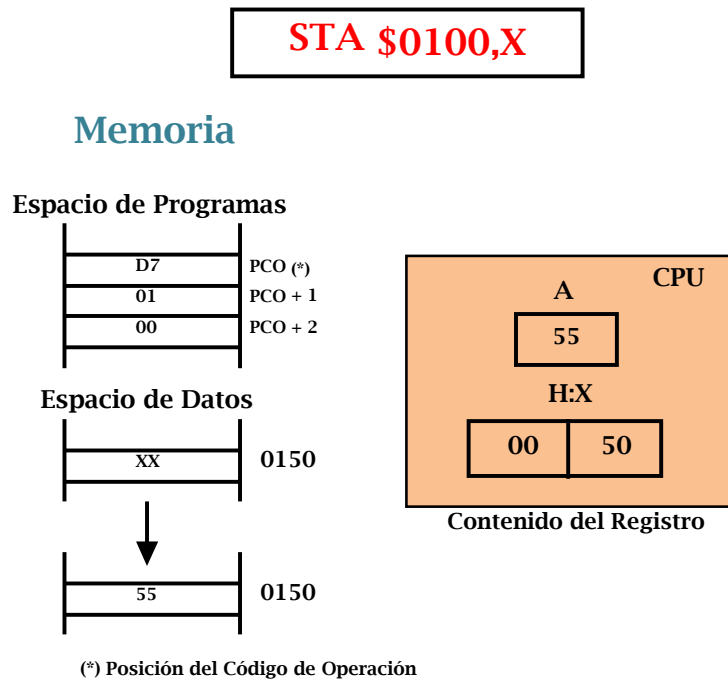 STA $0100,X
Memoria
Espacio de Programas
D7 PCO (*)
01 PCO + 1
00 PCO + 2
Espacio de Datos
XX 0150
55 0150
(*) Posición del Código de Operación
CPU
A
55
H:X
00 50
Contenido del Registro